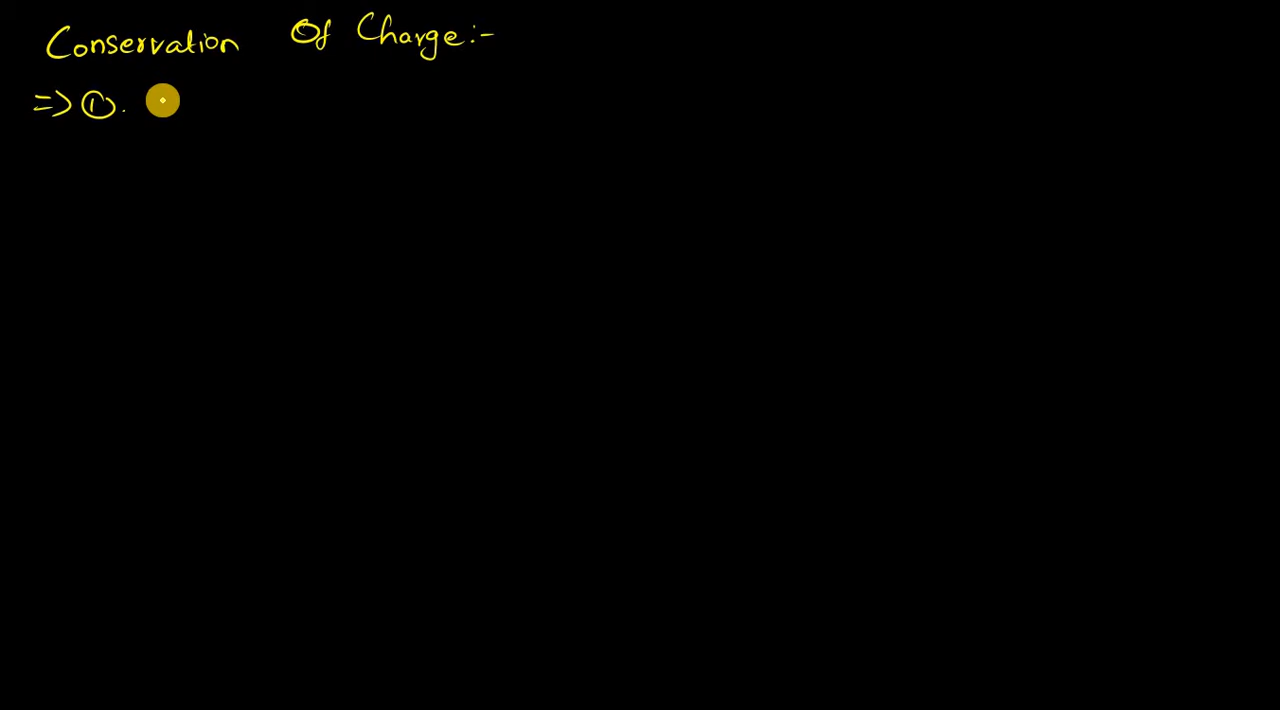 Conservation Of Charge:-
=> ①.